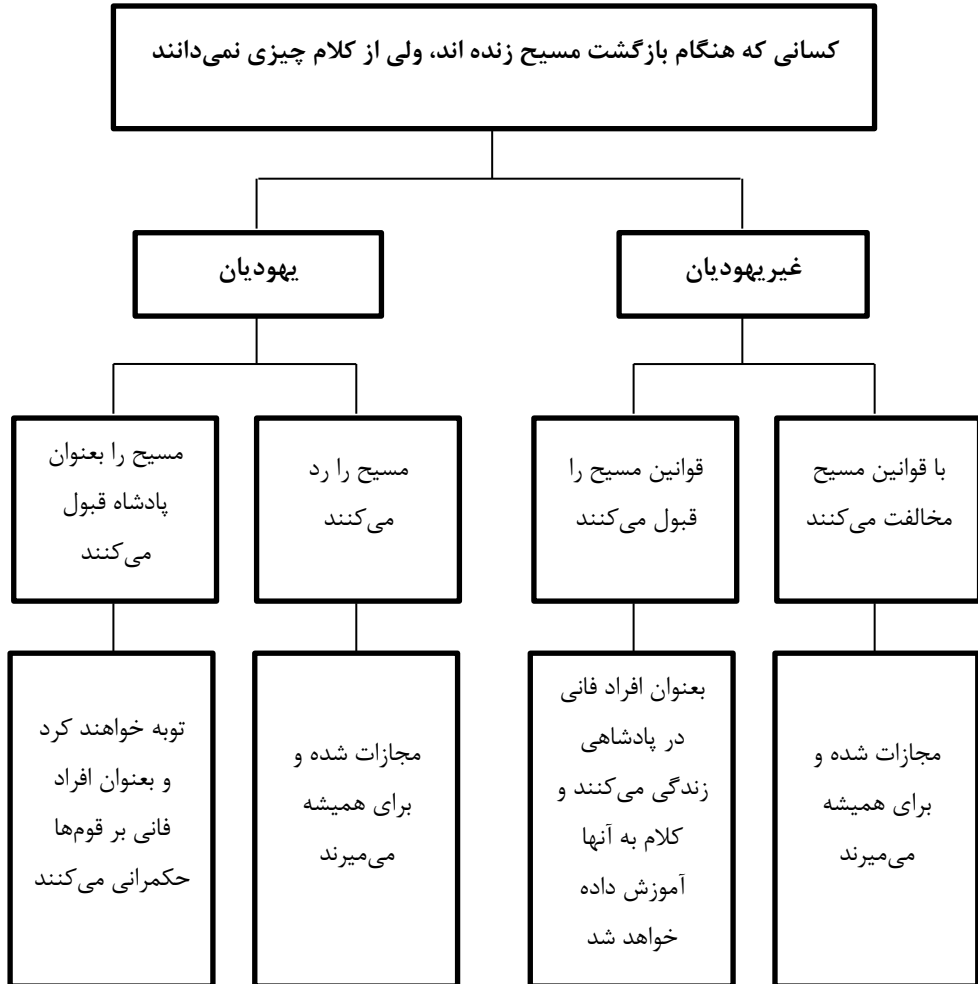 کسانی که هنگام بازگشت مسیح زنده اند، ولی از کلام چیزی نمی‌دانند
غیریهودیان
یهودیان
با قوانین مسیح
مخالفت می‌کنند
قوانین مسیح را
قبول می‌کنند
مسیح را رد
می‌کنند
مسیح را بعنوان
پادشاه قبول
می‌کنند
مجازات شده و
برای همیشه
می‌میرند
بعنوان افراد فانی
در پادشاهی
زندگی می‌کنند و
کلام به آنها
آموزش داده
خواهد شد
مجازات شده و
برای همیشه
می‌میرند
توبه خواهند کرد
و بعنوان افراد
فانی بر قوم‌ها
حکمرانی می‌کنند